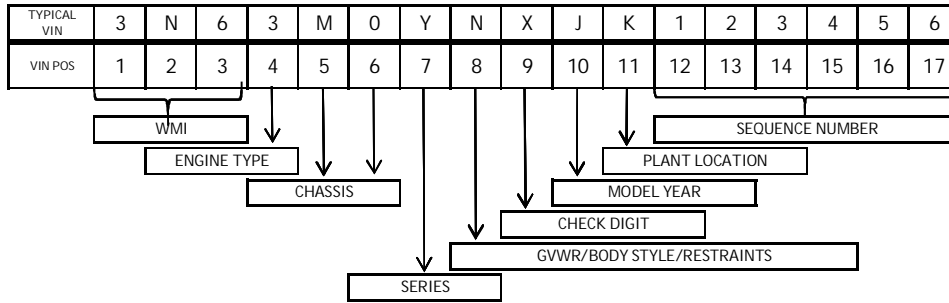 TYPICAL VIN 3 N 6 3 M 0 Y N X J K 1 2 3 4 5 6
VIN POS 1 2 3 4 5 6 7 8 9 10 11 12 13 14 15 16 17
WMI SEQUENCE NUMBER
ENGINE TYPE PLANT LOCATION
CHASSIS MODEL YEAR
CHECK DIGIT
GVWR/BODY STYLE/RESTRAINTS
SERIES